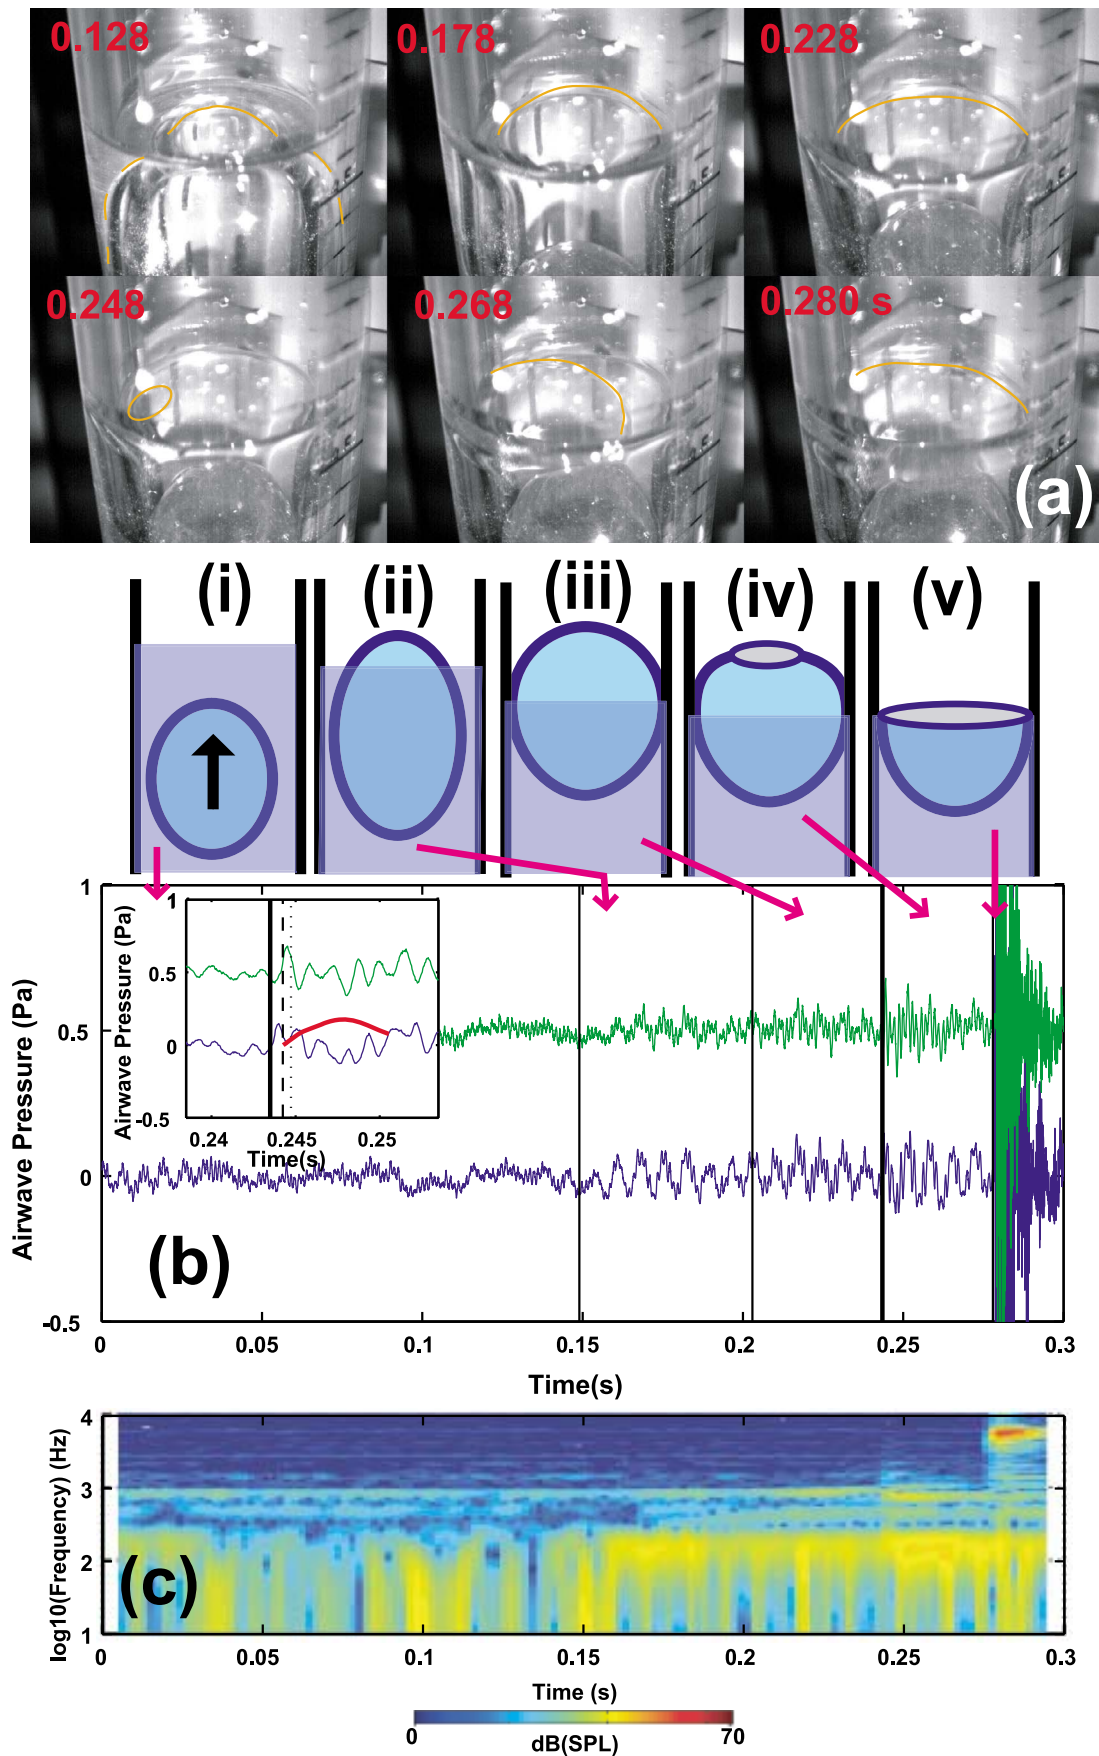 0.128 0.178 0.228
0.248 0.268 0.280 s
(a)
(i) (ii) (iii) (iv) (v)
Airwave Pressure (Pa)
1
0.5
0
-0.5
0 0.05 0.1 0.15 0.2 0.25 0.3
Time(s)
Airwave Pressure (Pa)
1
0.5
0
-0.5
0.24 0.245 0.25
Time(s)
(b)
log10(Frequency) (Hz)
4
3
2
1
(c)
0 0.05 0.1 0.15 0.2 0.25 0.3
Time (s)
0 70
dB(SPL)